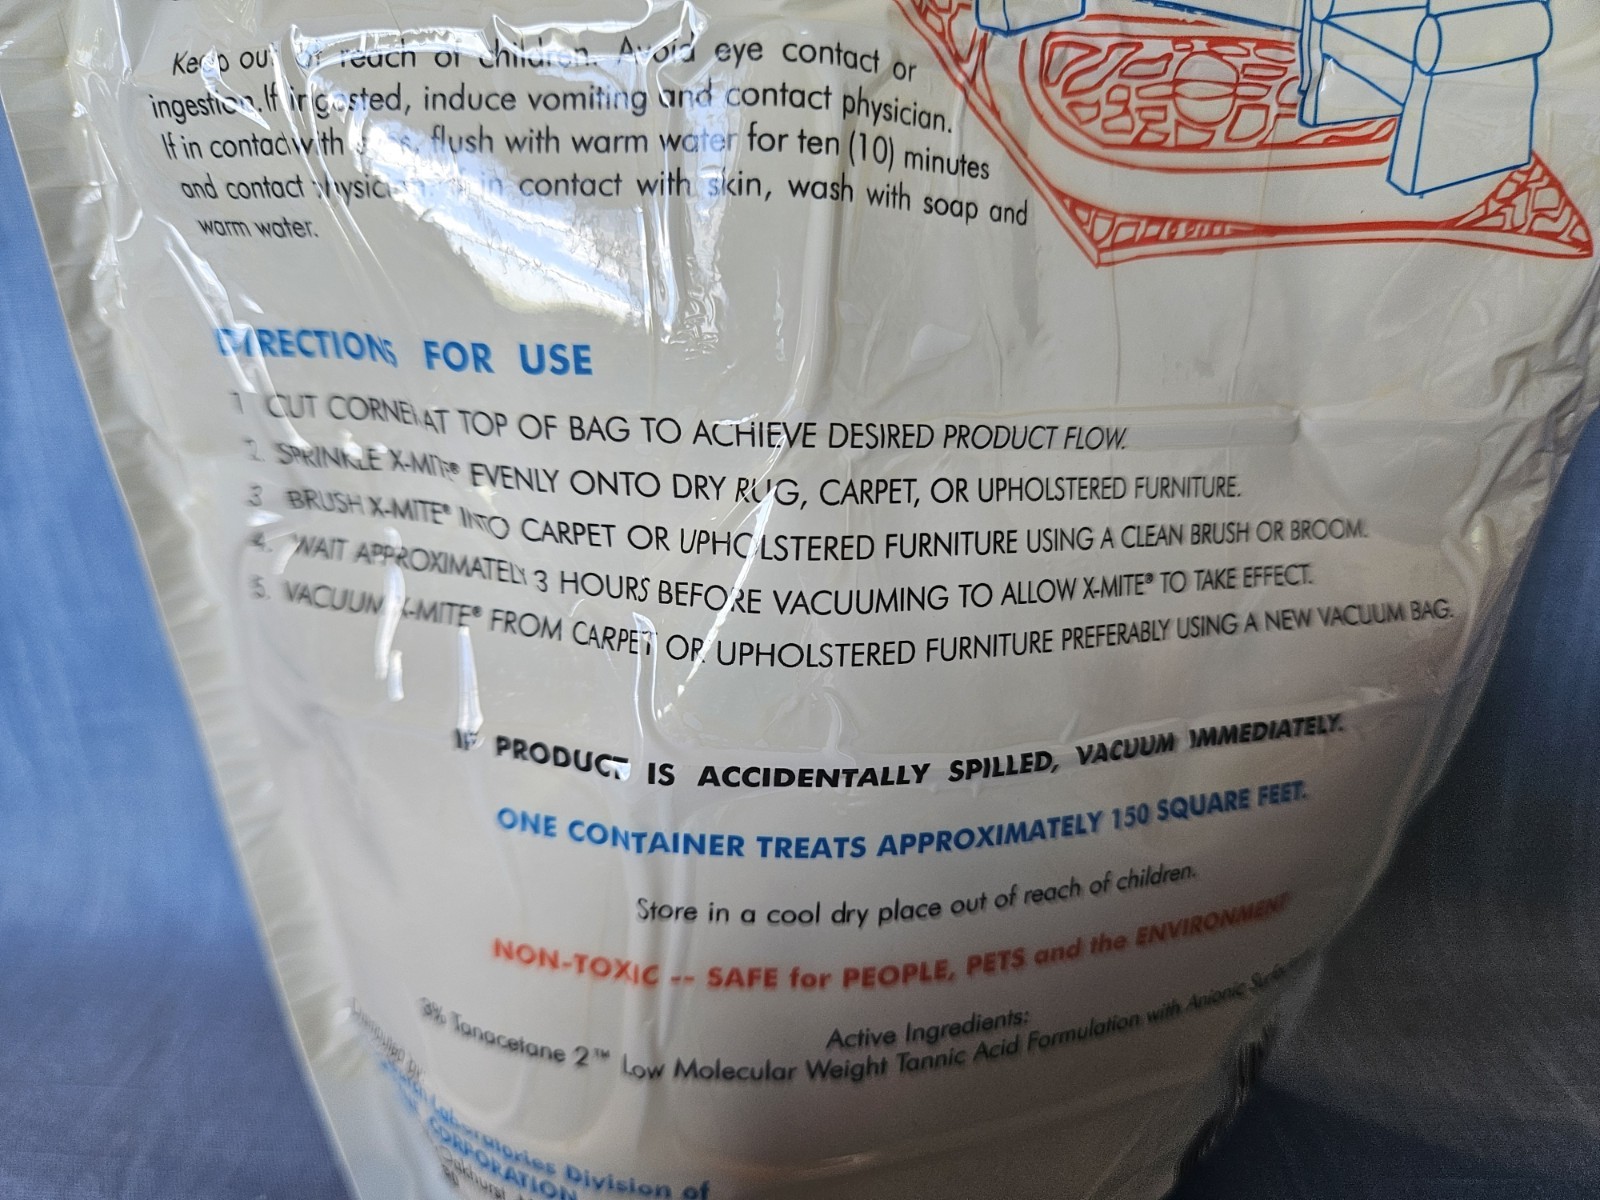 Keep out of reach of children. Avoid eye contact or
ingestion. If ingested, induce vomiting and contact physician.
If in contact with eyes, flush with warm water for ten (10) minutes
and contact physician. If in contact with skin, wash with soap and
warm water.
DIRECTIONS FOR USE
1 CUT CORNER AT TOP OF BAG TO ACHIEVE DESIRED PRODUCT FLOW.
2. SPRINKLE X-MITE® EVENLY ONTO DRY RUG, CARPET, OR UPHOLSTERED FURNITURE.
3 BRUSH X-MITE® INTO CARPET OR UPHOLSTERED FURNITURE USING A CLEAN BRUSH OR BROOM.
4. WAIT APPROXIMATELY 3 HOURS BEFORE VACUUMING TO ALLOW X-MITE® TO TAKE EFFECT.
5. VACUUM X-MITE® FROM CARPET OR UPHOLSTERED FURNITURE PREFERABLY USING A NEW VACUUM BAG.
IF PRODUCT IS ACCIDENTALLY SPILLED, VACUUM IMMEDIATELY.
ONE CONTAINER TREATS APPROXIMATELY 150 SQUARE FEET.
Store in a cool dry place out of reach of children.
NON-TOXIC -- SAFE for PEOPLE, PETS and the ENVIRONMENT
Active Ingredients:
3% Tanacetane 2™ Low Molecular Weight Tannic Acid Formulation with Anionic
Laboratories Division of
CORPORATION